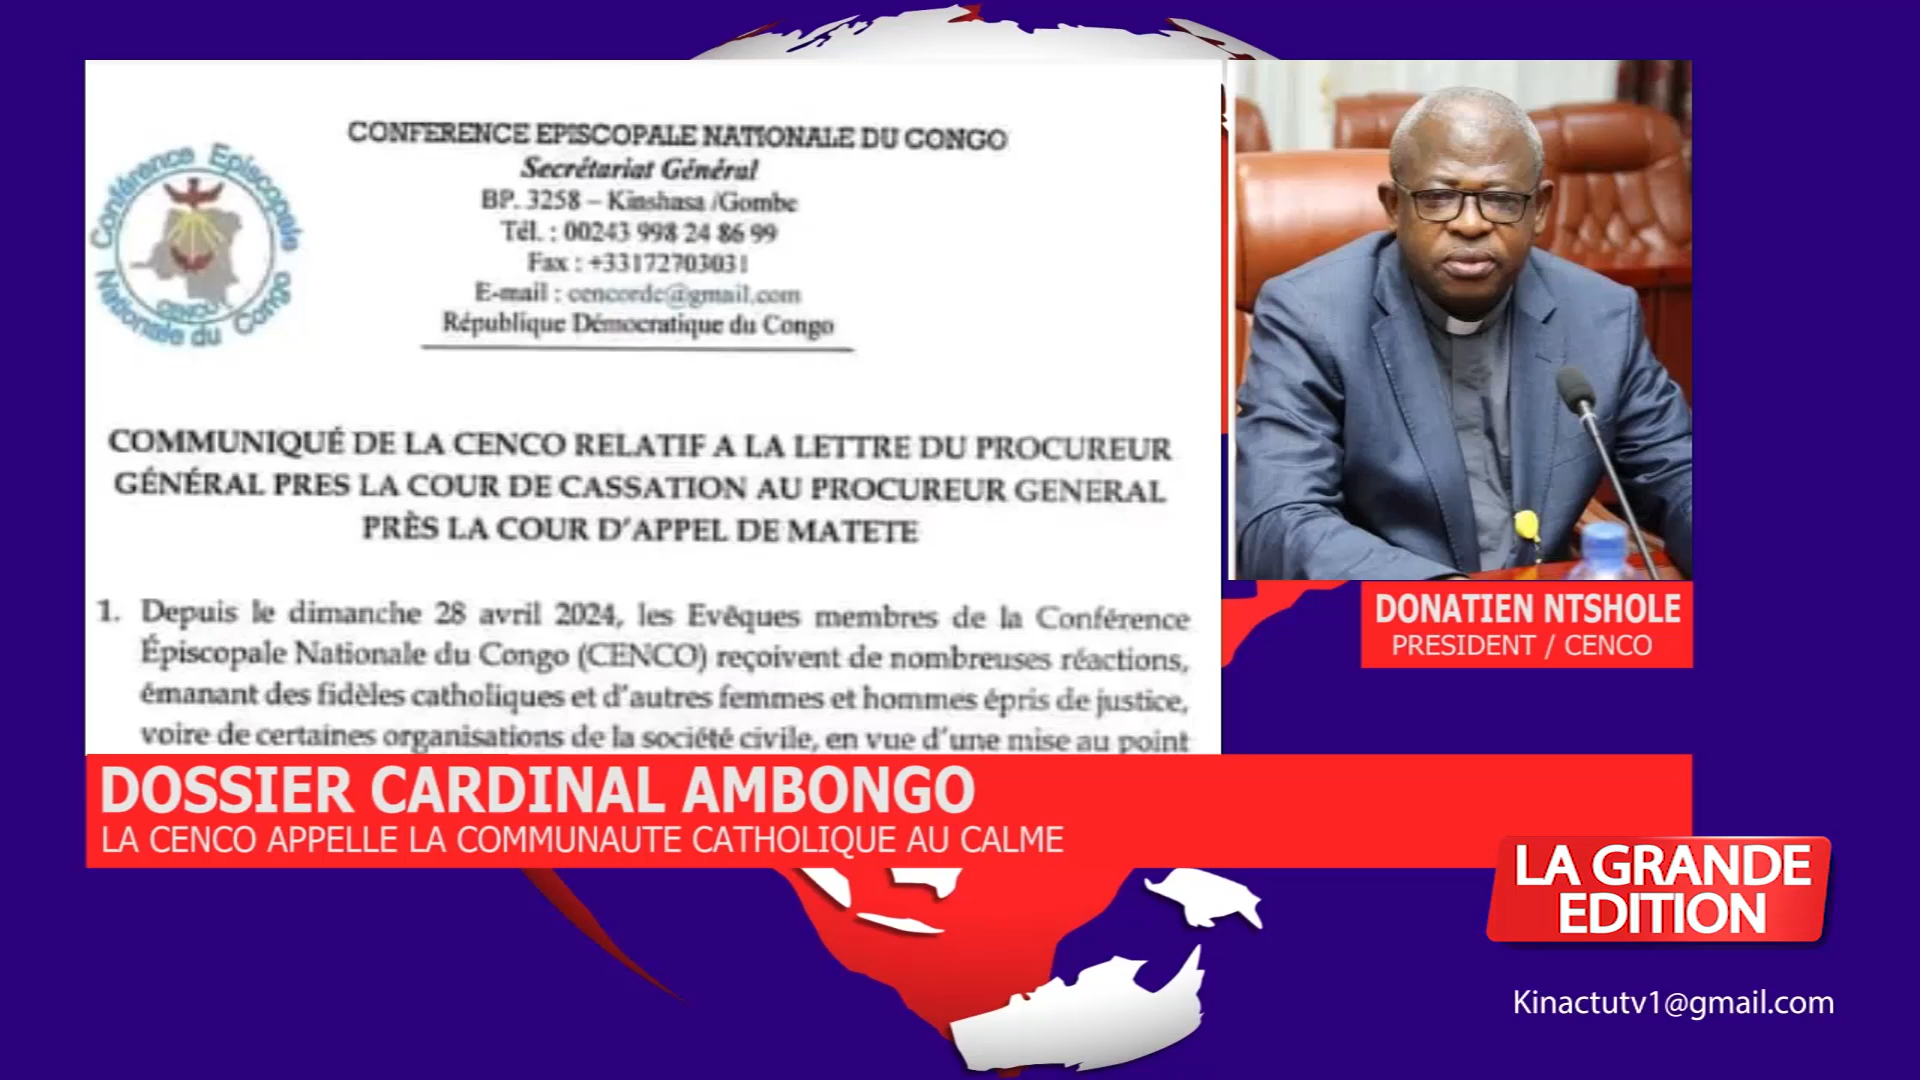 Conférence Episcopale
Nationale du Congo
CENCO
CONFERENCE EPISCOPALE NATIONALE DU CONGO
Secrétariat Général
BP. 3258 – Kinshasa /Gombe
Tél. : 00243 998 24 86 99
Fax : +33172703031
E-mail : cencordc@gmail.com
République Démocratique du Congo
COMMUNIQUÉ DE LA CENCO RELATIF A LA LETTRE DU PROCUREUR
GÉNÉRAL PRES LA COUR DE CASSATION AU PROCUREUR GENERAL
PRÈS LA COUR D'APPEL DE MATETE
1. Depuis le dimanche 28 avril 2024, les Evêques membres de la Conférence
Épiscopale Nationale du Congo (CENCO) reçoivent de nombreuses réactions,
émanant des fidèles catholiques et d'autres femmes et hommes épris de justice,
voire de certaines organisations de la société civile, en vue d'une mise au point
DONATIEN NTSHOLE
PRESIDENT / CENCO
DOSSIER CARDINAL AMBONGO
LA CENCO APPELLE LA COMMUNAUTE CATHOLIQUE AU CALME
LA GRANDE
EDITION
Kinactutv1@gmail.com